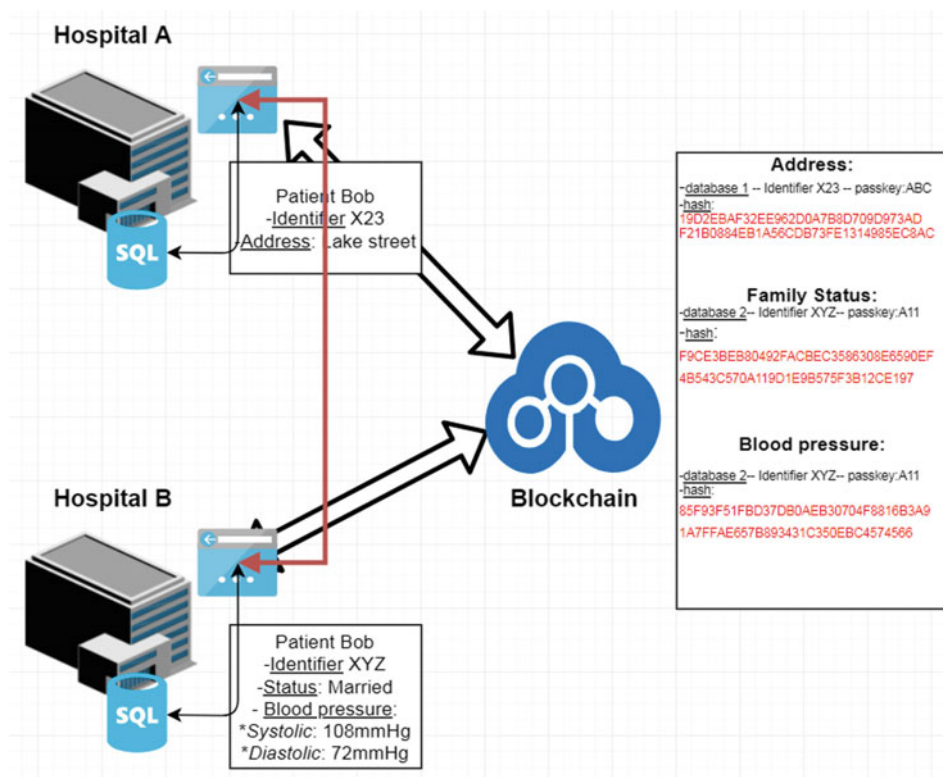 Hospital A
SQL
Patient Bob
-Identifier X23
-Address: Lake street
Hospital B
SQL
Patient Bob
-Identifier XYZ
-Status: Married
- Blood pressure:
*Systolic: 108mmHg
*Diastolic: 72mmHg
Blockchain
Address:
-database 1 -- Identifier X23 -- passkey:ABC
-hash:
19D2EBAF32EE962D0A7B8D709D973AD
F21B0884EB1A56CDB73FE1314985EC8AC
Family Status:
-database 2-- Identifier XYZ-- passkey:A11
-hash:
F9CE3BEB80492FACBEC3586308E6590EF
4B543C570A119D1E9B575F3B12CE197
Blood pressure:
-database 2-- Identifier XYZ-- passkey:A11
-hash:
85F93F51FBD37DB0AEB30704F8816B3A9
1A7FFAE657B893431C350EBC4574566